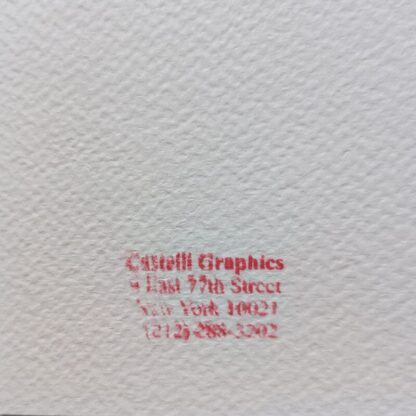 Castelli Graphics
4 East 77th Street
New York 10021
(212) 288-3202